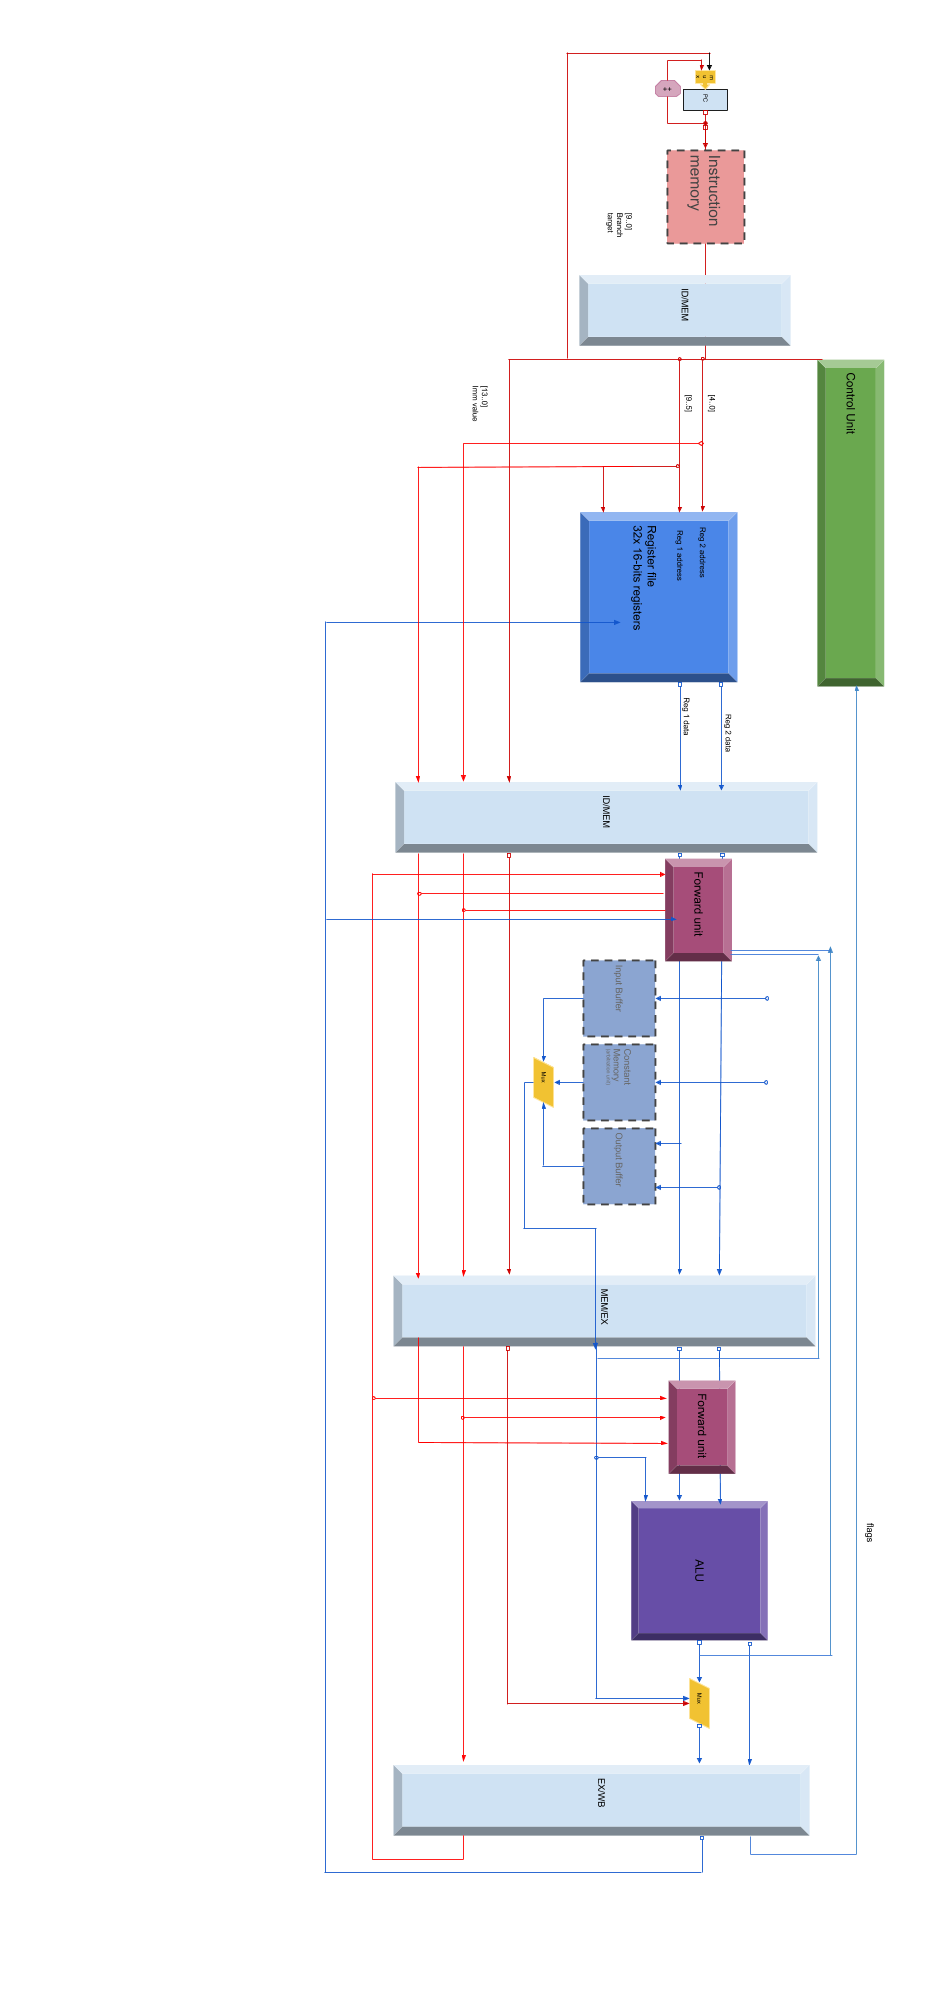 m
u
x
PC
++
Instruction
memory
[9..0]
Branch
target
ID/MEM
Control Unit
[13..0]
Imm value
[9..5]
[4..0]
Reg 2 address
Reg 1 address
Register file
32x 16-bits registers
Reg 1 data
Reg 2 data
ID/MEM
Forward unit
Input Buffer
Constant
Memory
Mux
Output Buffer
MEM/EX
Forward unit
flags
ALU
Mux
EX/WB